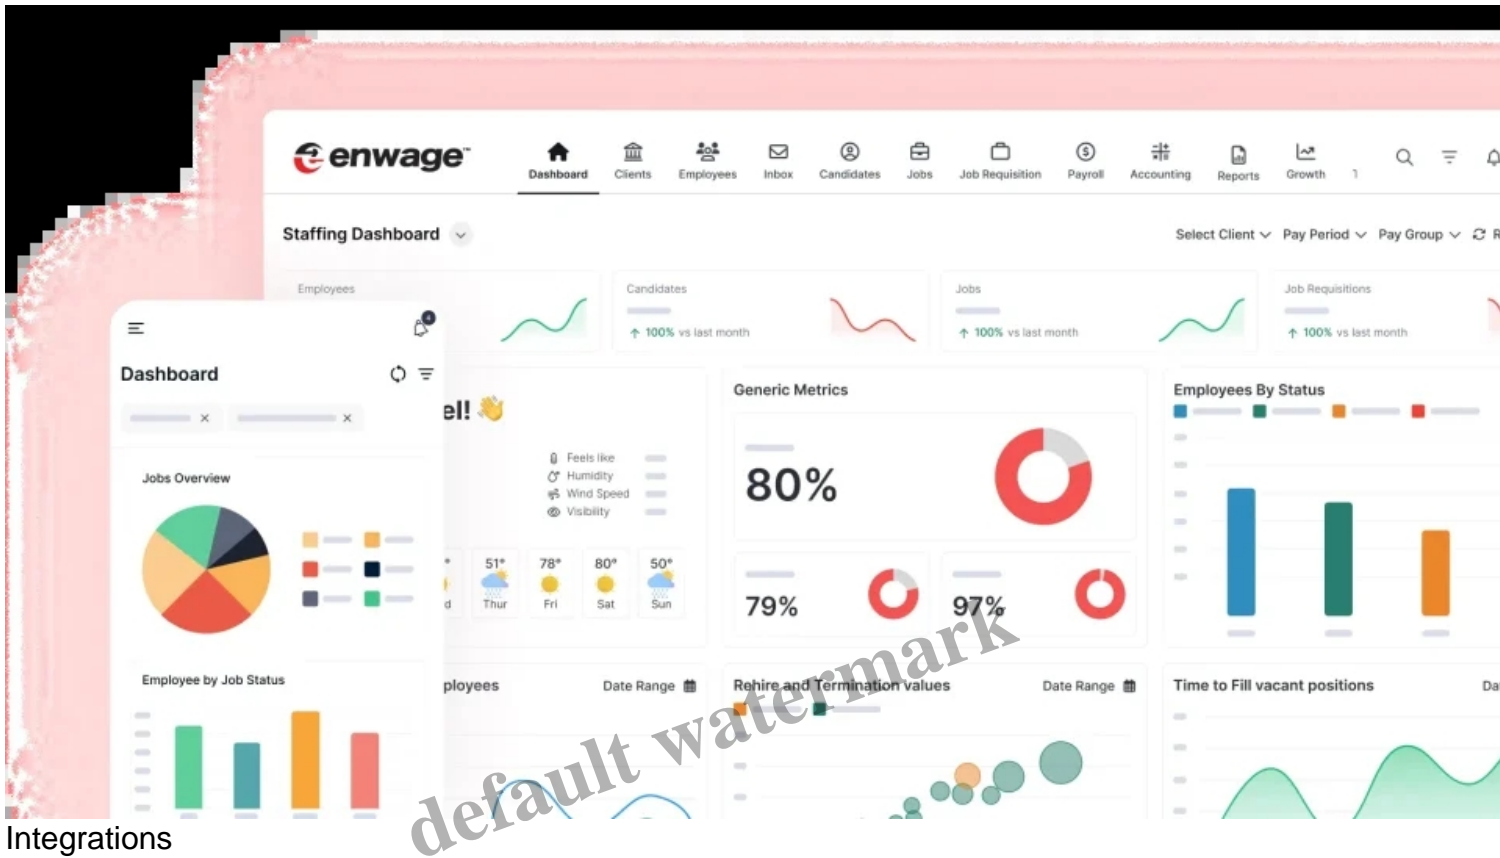 enwage™
Dashboard Clients Employees Inbox Candidates Jobs Job Requisition Payroll Accounting Reports Growth
Staffing Dashboard
Select Client Pay Period Pay Group
Employees
Candidates
100% vs last month
Jobs
100% vs last month
Job Requisitions
100% vs last month
4
Dashboard
Jobs Overview
Employee by Job Status
el! 👋
Feels like
Humidity
Wind Speed
Visibility
51° 78° 80° 50°
d Thur Fri Sat Sun
Generic Metrics
80%
79%
97%
Employees By Status
ployees Date Range
Rehire and Termination values Date Range
Time to Fill vacant positions Da
default watermark
Integrations